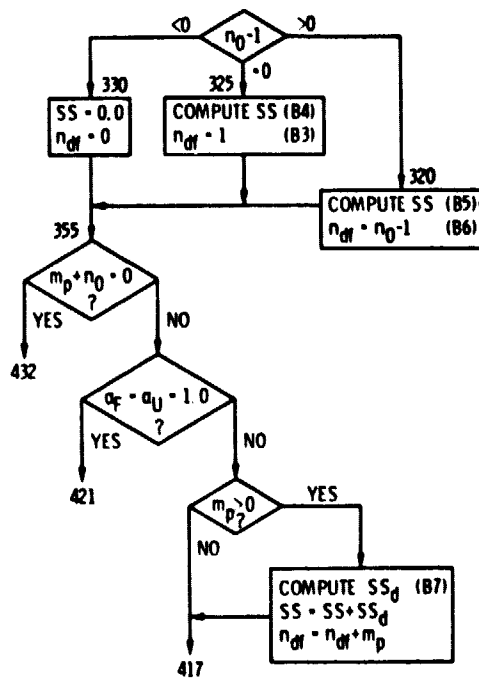 <0
n0-1
>0
=0
330
325
SS = 0.0
ndf = 0
COMPUTE SS (B4)
ndf = 1 (B3)
320
COMPUTE SS (B5)
ndf = n0-1 (B6)
355
mp+n0 = 0
?
YES
NO
432
aF = aU = 1.0
?
YES
NO
421
mp>0
?
YES
NO
COMPUTE SSd (B7)
SS = SS+SSd
ndf = ndf+mp
417